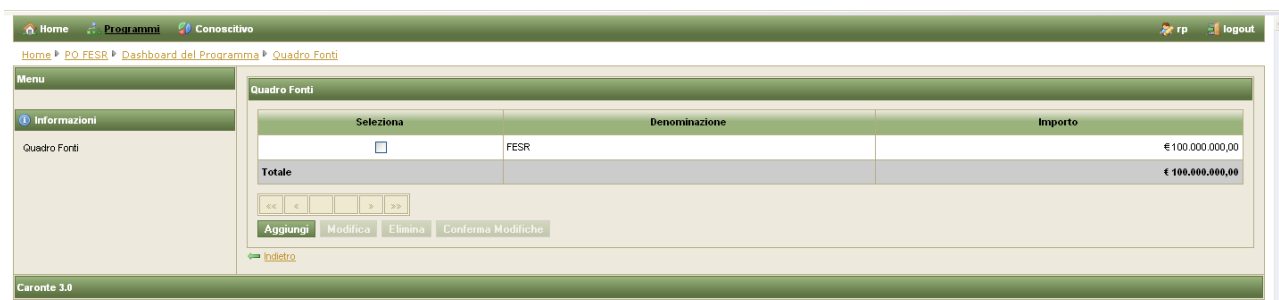 Home Programmi Conoscitivo rp logout
Home PO FESR Dashboard del Programma Quadro Fonti
Menu
Quadro Fonti
Informazioni
Seleziona Denominazione Importo
Quadro Fonti
FESR €100.000.000,00
Totale € 100.000.000,00
<< < > >>
Aggiungi Modifica Elimina Conferma Modifiche
Indietro
Caronte 3.0